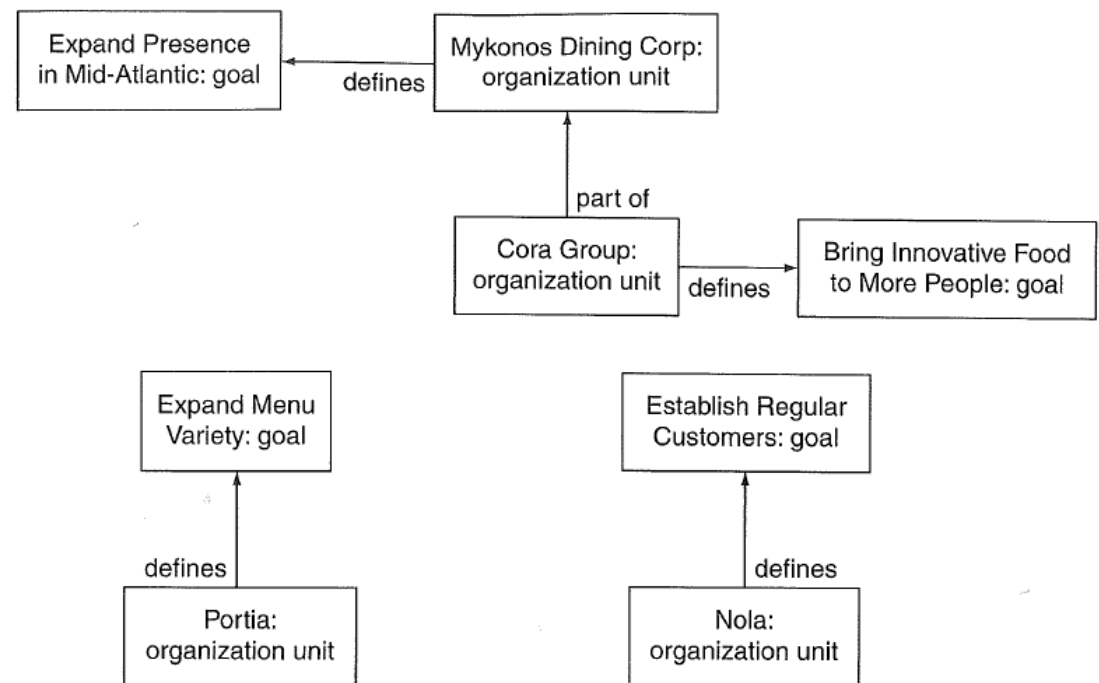 Expand Presence
in Mid-Atlantic: goal
defines
Mykonos Dining Corp:
organization unit
part of
Cora Group:
organization unit
defines
Bring Innovative Food
to More People: goal
Expand Menu
Variety: goal
defines
Portia:
organization unit
Establish Regular
Customers: goal
defines
Nola:
organization unit